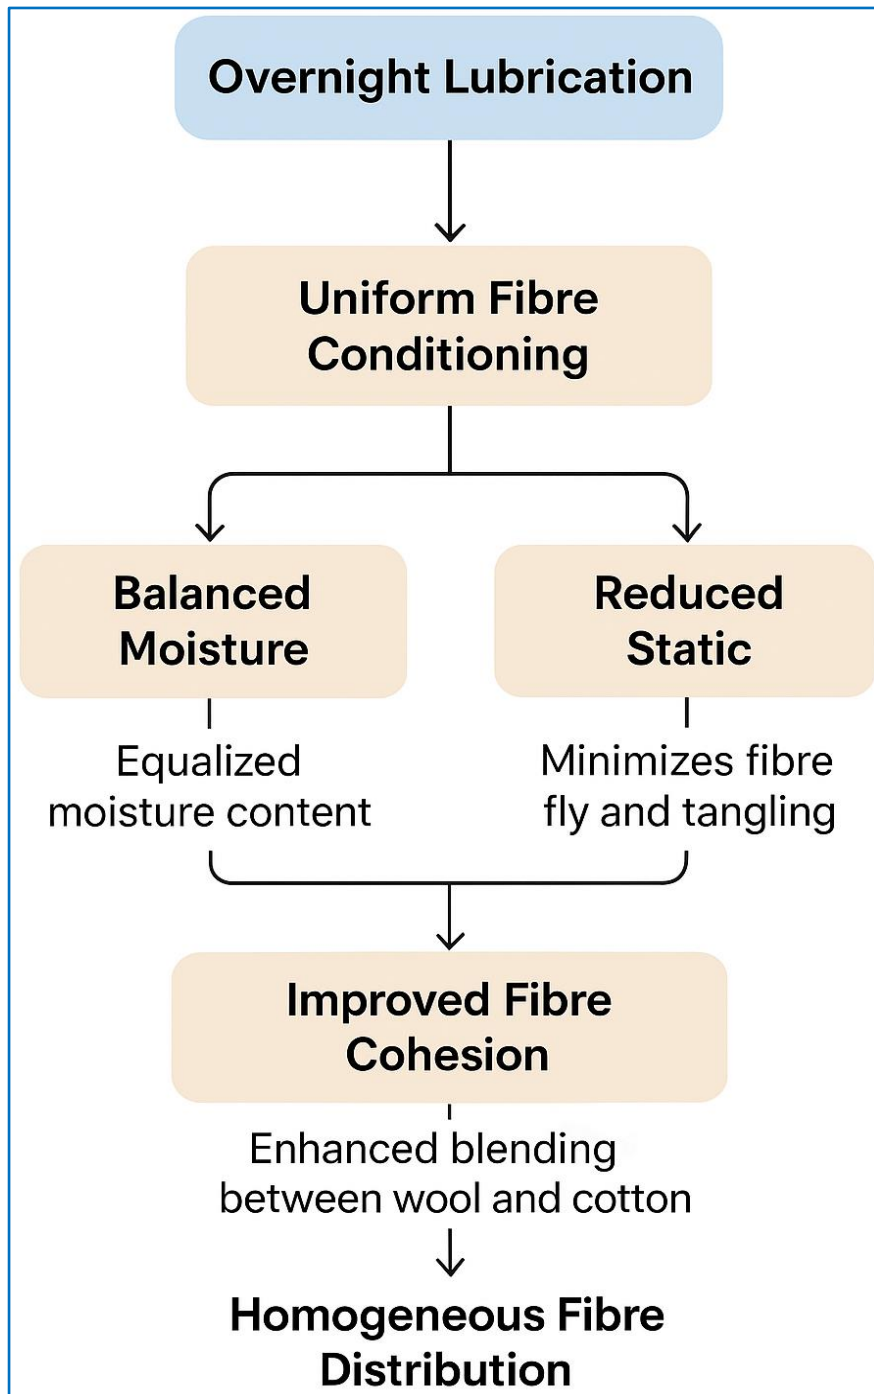 Overnight Lubrication
Uniform Fibre
Conditioning
Balanced
Moisture
Reduced
Static
Equalized
moisture content
Minimizes fibre
fly and tangling
Improved Fibre
Cohesion
Enhanced blending
between wool and cotton
Homogeneous Fibre
Distribution